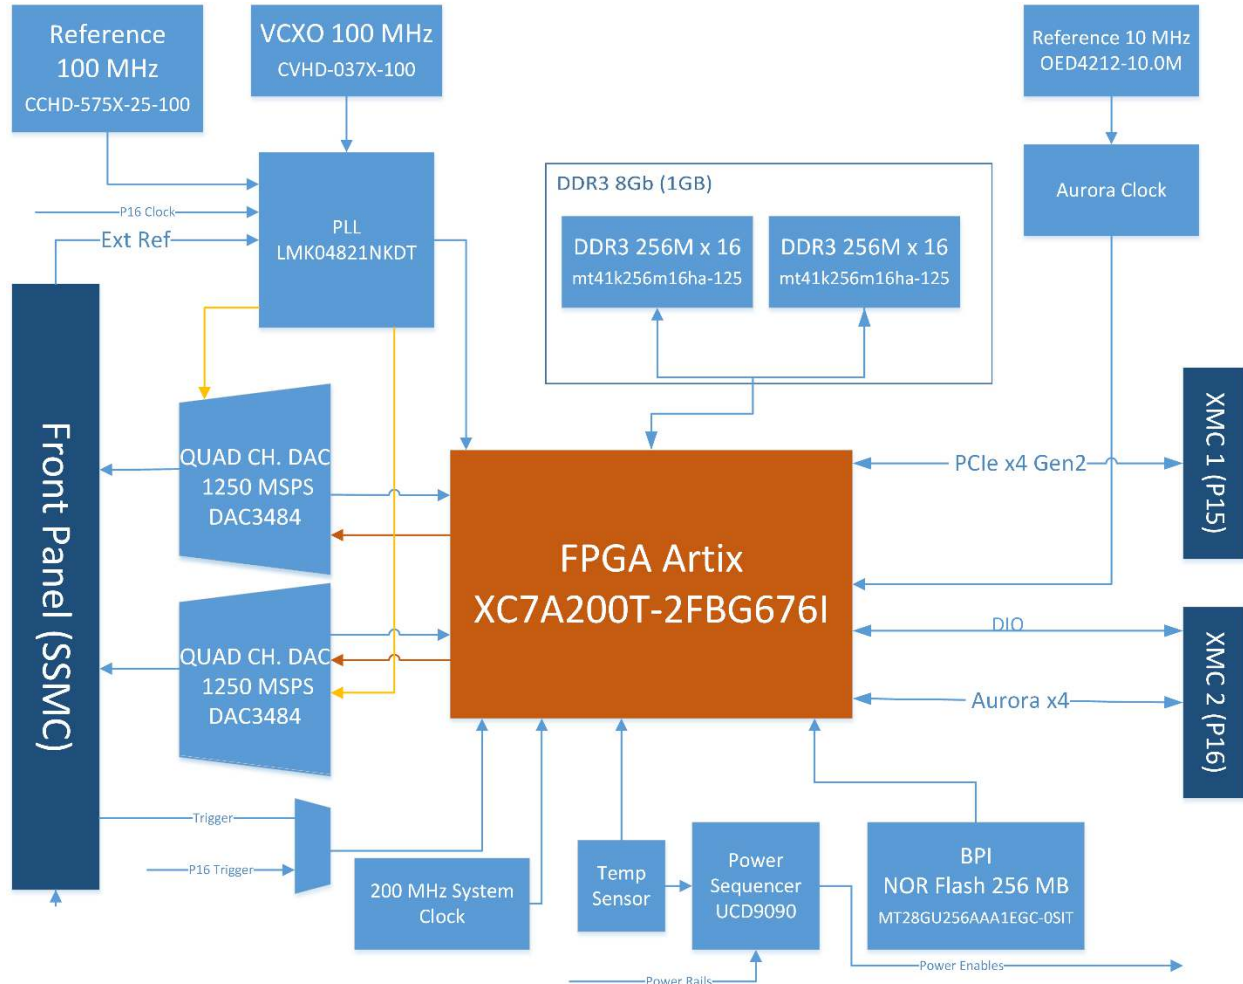 Reference
100 MHz
CCHD-575X-25-100
VCXO 100 MHz
CVHD-037X-100
Reference 10 MHz
OED4212-10.0M
P16 Clock
Ext Ref
PLL
LMK04821NKDT
DDR3 8Gb (1GB)
DDR3 256M x 16
mt41k256m16ha-125
DDR3 256M x 16
mt41k256m16ha-125
Aurora Clock
Front Panel (SSMC)
QUAD CH. DAC
1250 MSPS
DAC3484
QUAD CH. DAC
1250 MSPS
DAC3484
FPGA Artix
XC7A200T-2FBG676I
PCIe x4 Gen2
XMC 1 (P15)
DIO
Aurora x4
XMC 2 (P16)
Trigger
P16 Trigger
200 MHz System
Clock
Temp
Sensor
Power
Sequencer
UCD9090
BPI
NOR Flash 256 MB
MT28GU256AAA1EGC-0SIT
Power Rails
Power Enables